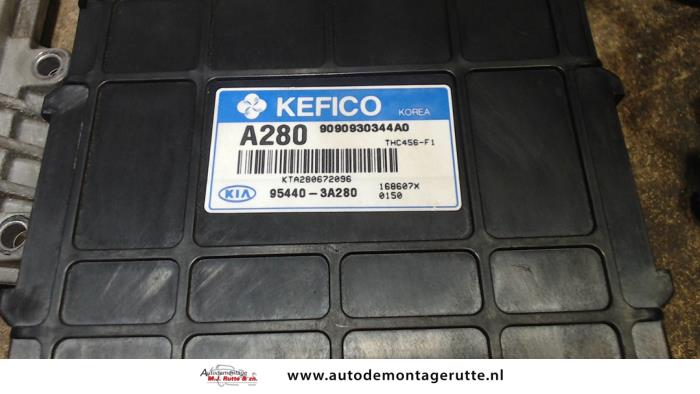 KEFICO KOREA
A280 9090930344A0
THC456-F1
KTA280672096
KIA 95440-3A280 168607X
0150
Autodemontage
M.J. Rutte & zn.
www.autodemontagerutte.nl